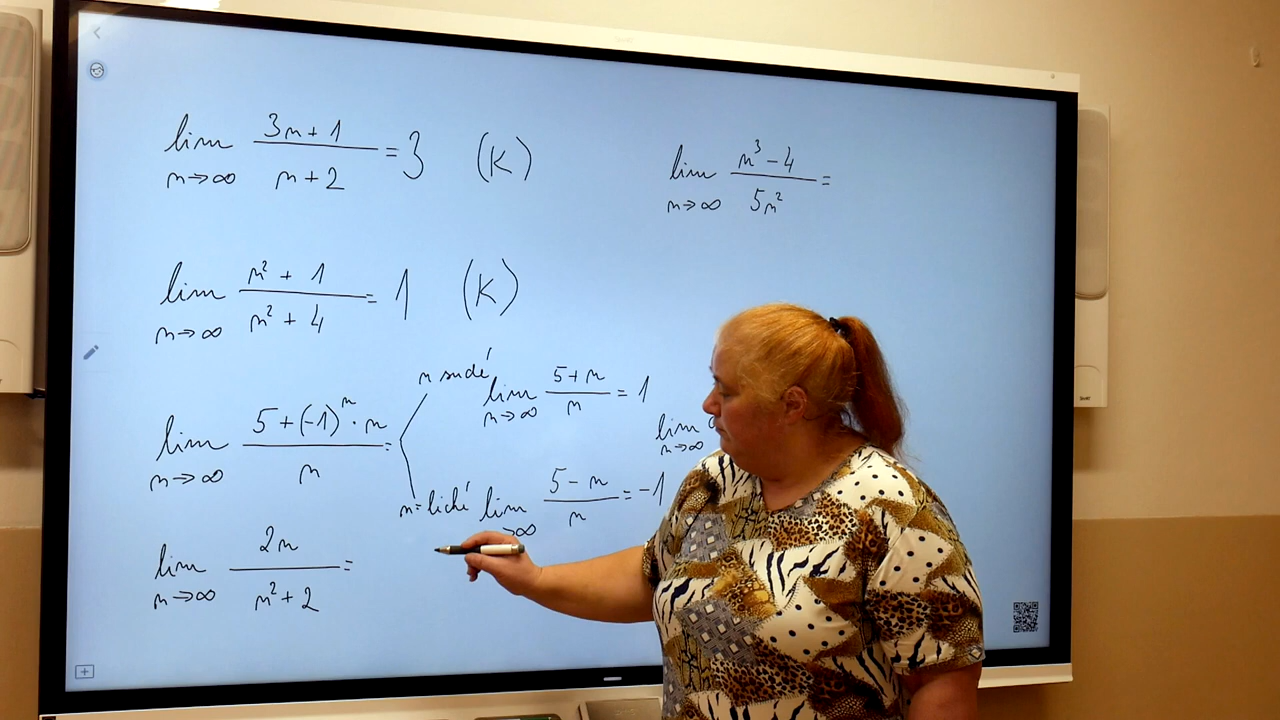 lim n→∞ (3n+1)/(n+2) = 3 (K)
lim n→∞ (n²+1)/(n²+4) = 1 (K)
lim n→∞ (5+(-1)ⁿ·n)/n =
n sudé lim n→∞ (5+n)/n = 1
n=liché lim →∞ (5-n)/n = -1
lim n→∞ 2n/(n²+2) =
lim n→∞ (n³-4)/(5n²) =
lim n→∞